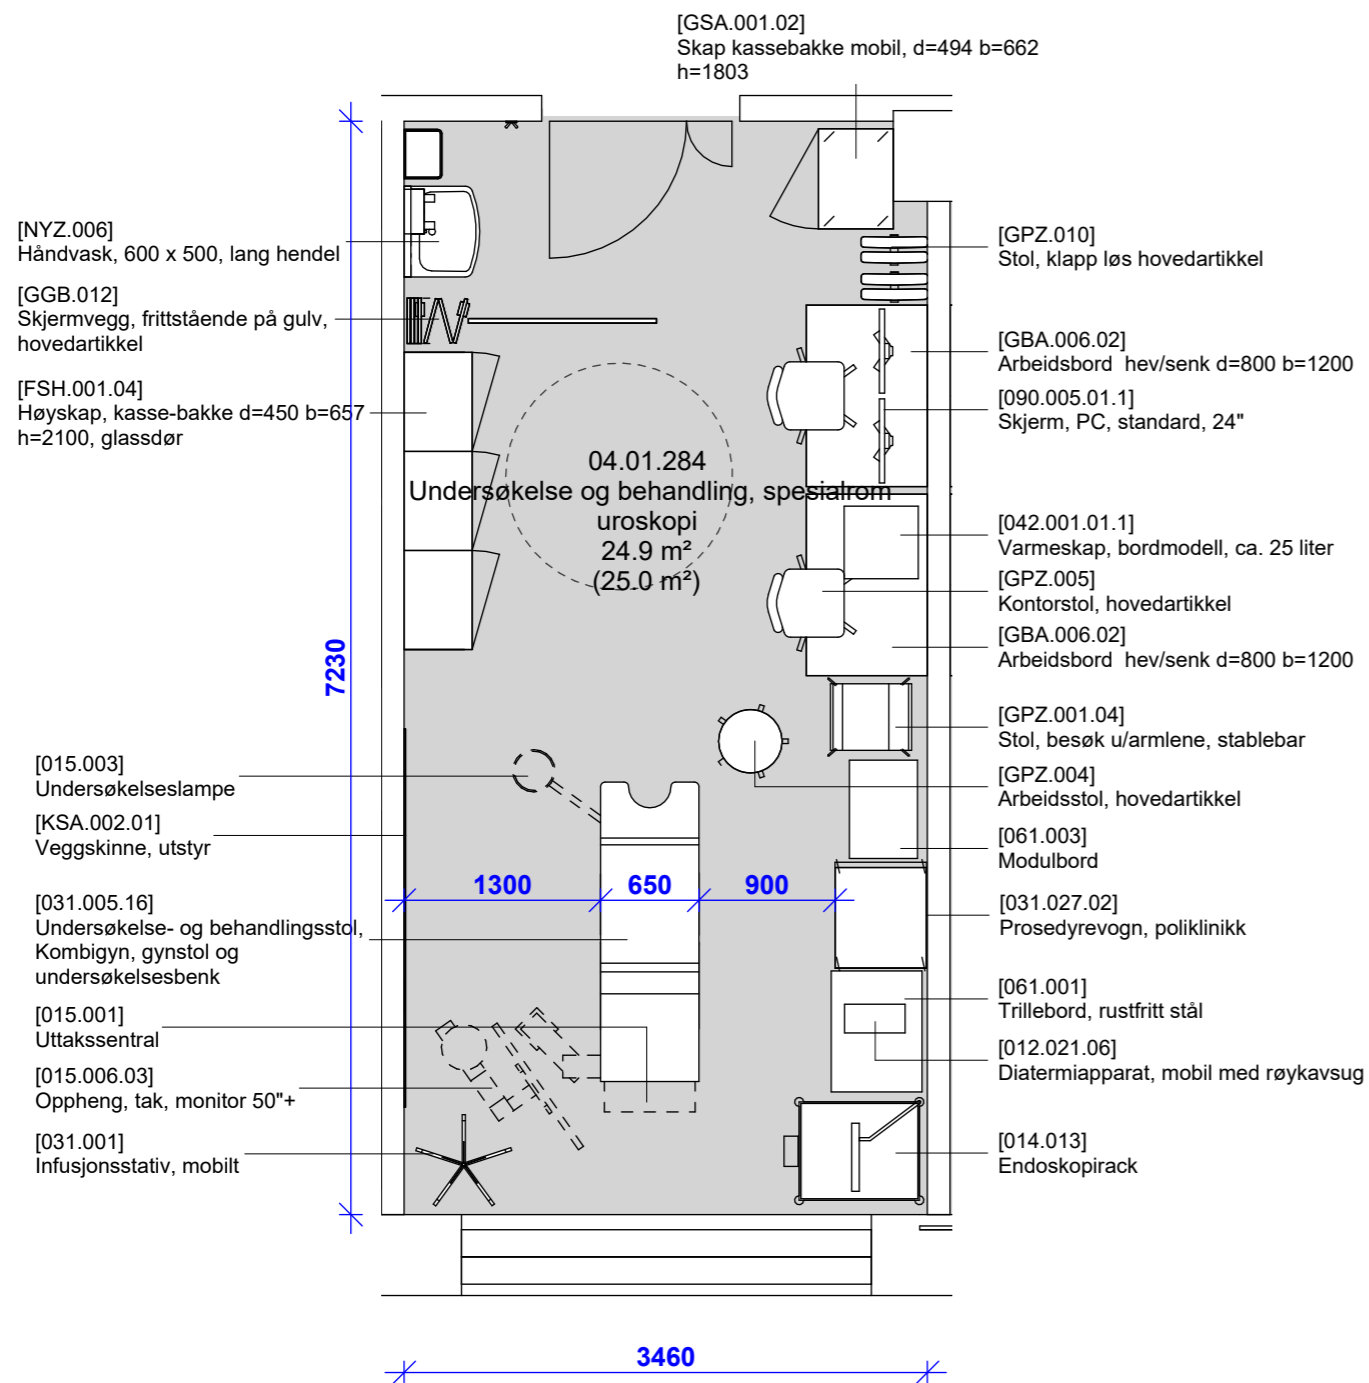 [GSA.001.02]
Skap kassebakke mobil, d=494 b=662
h=1803
[NYZ.006]
Håndvask, 600 x 500, lang hendel
[GGB.012]
Skjermvegg, frittstående på gulv,
hovedartikkel
[FSH.001.04]
Høyskap, kasse-bakke d=450 b=657
h=2100, glassdør
[GPZ.010]
Stol, klapp løs hovedartikkel
[GBA.006.02]
Arbeidsbord  hev/senk d=800 b=1200
[090.005.01.1]
Skjerm, PC, standard, 24"
04.01.284
Undersøkelse og behandling, spesialrom
uroskopi
24.9 m²
(25.0 m²)
[042.001.01.1]
Varmeskap, bordmodell, ca. 25 liter
[GPZ.005]
Kontorstol, hovedartikkel
[GBA.006.02]
Arbeidsbord  hev/senk d=800 b=1200
7230
[GPZ.001.04]
Stol, besøk u/armlene, stablebar
[GPZ.004]
Arbeidsstol, hovedartikkel
[061.003]
Modulbord
[015.003]
Undersøkelseslampe
[KSA.002.01]
Veggskinne, utstyr
1300
650
900
[031.005.16]
Undersøkelse- og behandlingsstol,
Kombigyn, gynstol og
undersøkelsesbenk
[015.001]
Uttakssentral
[015.006.03]
Oppheng, tak, monitor 50"+
[031.001]
Infusjonsstativ, mobilt
[031.027.02]
Prosedyrevogn, poliklinikk
[061.001]
Trillebord, rustfritt stål
[012.021.06]
Diatermiapparat, mobil med røykavsug
[014.013]
Endoskopirack
3460